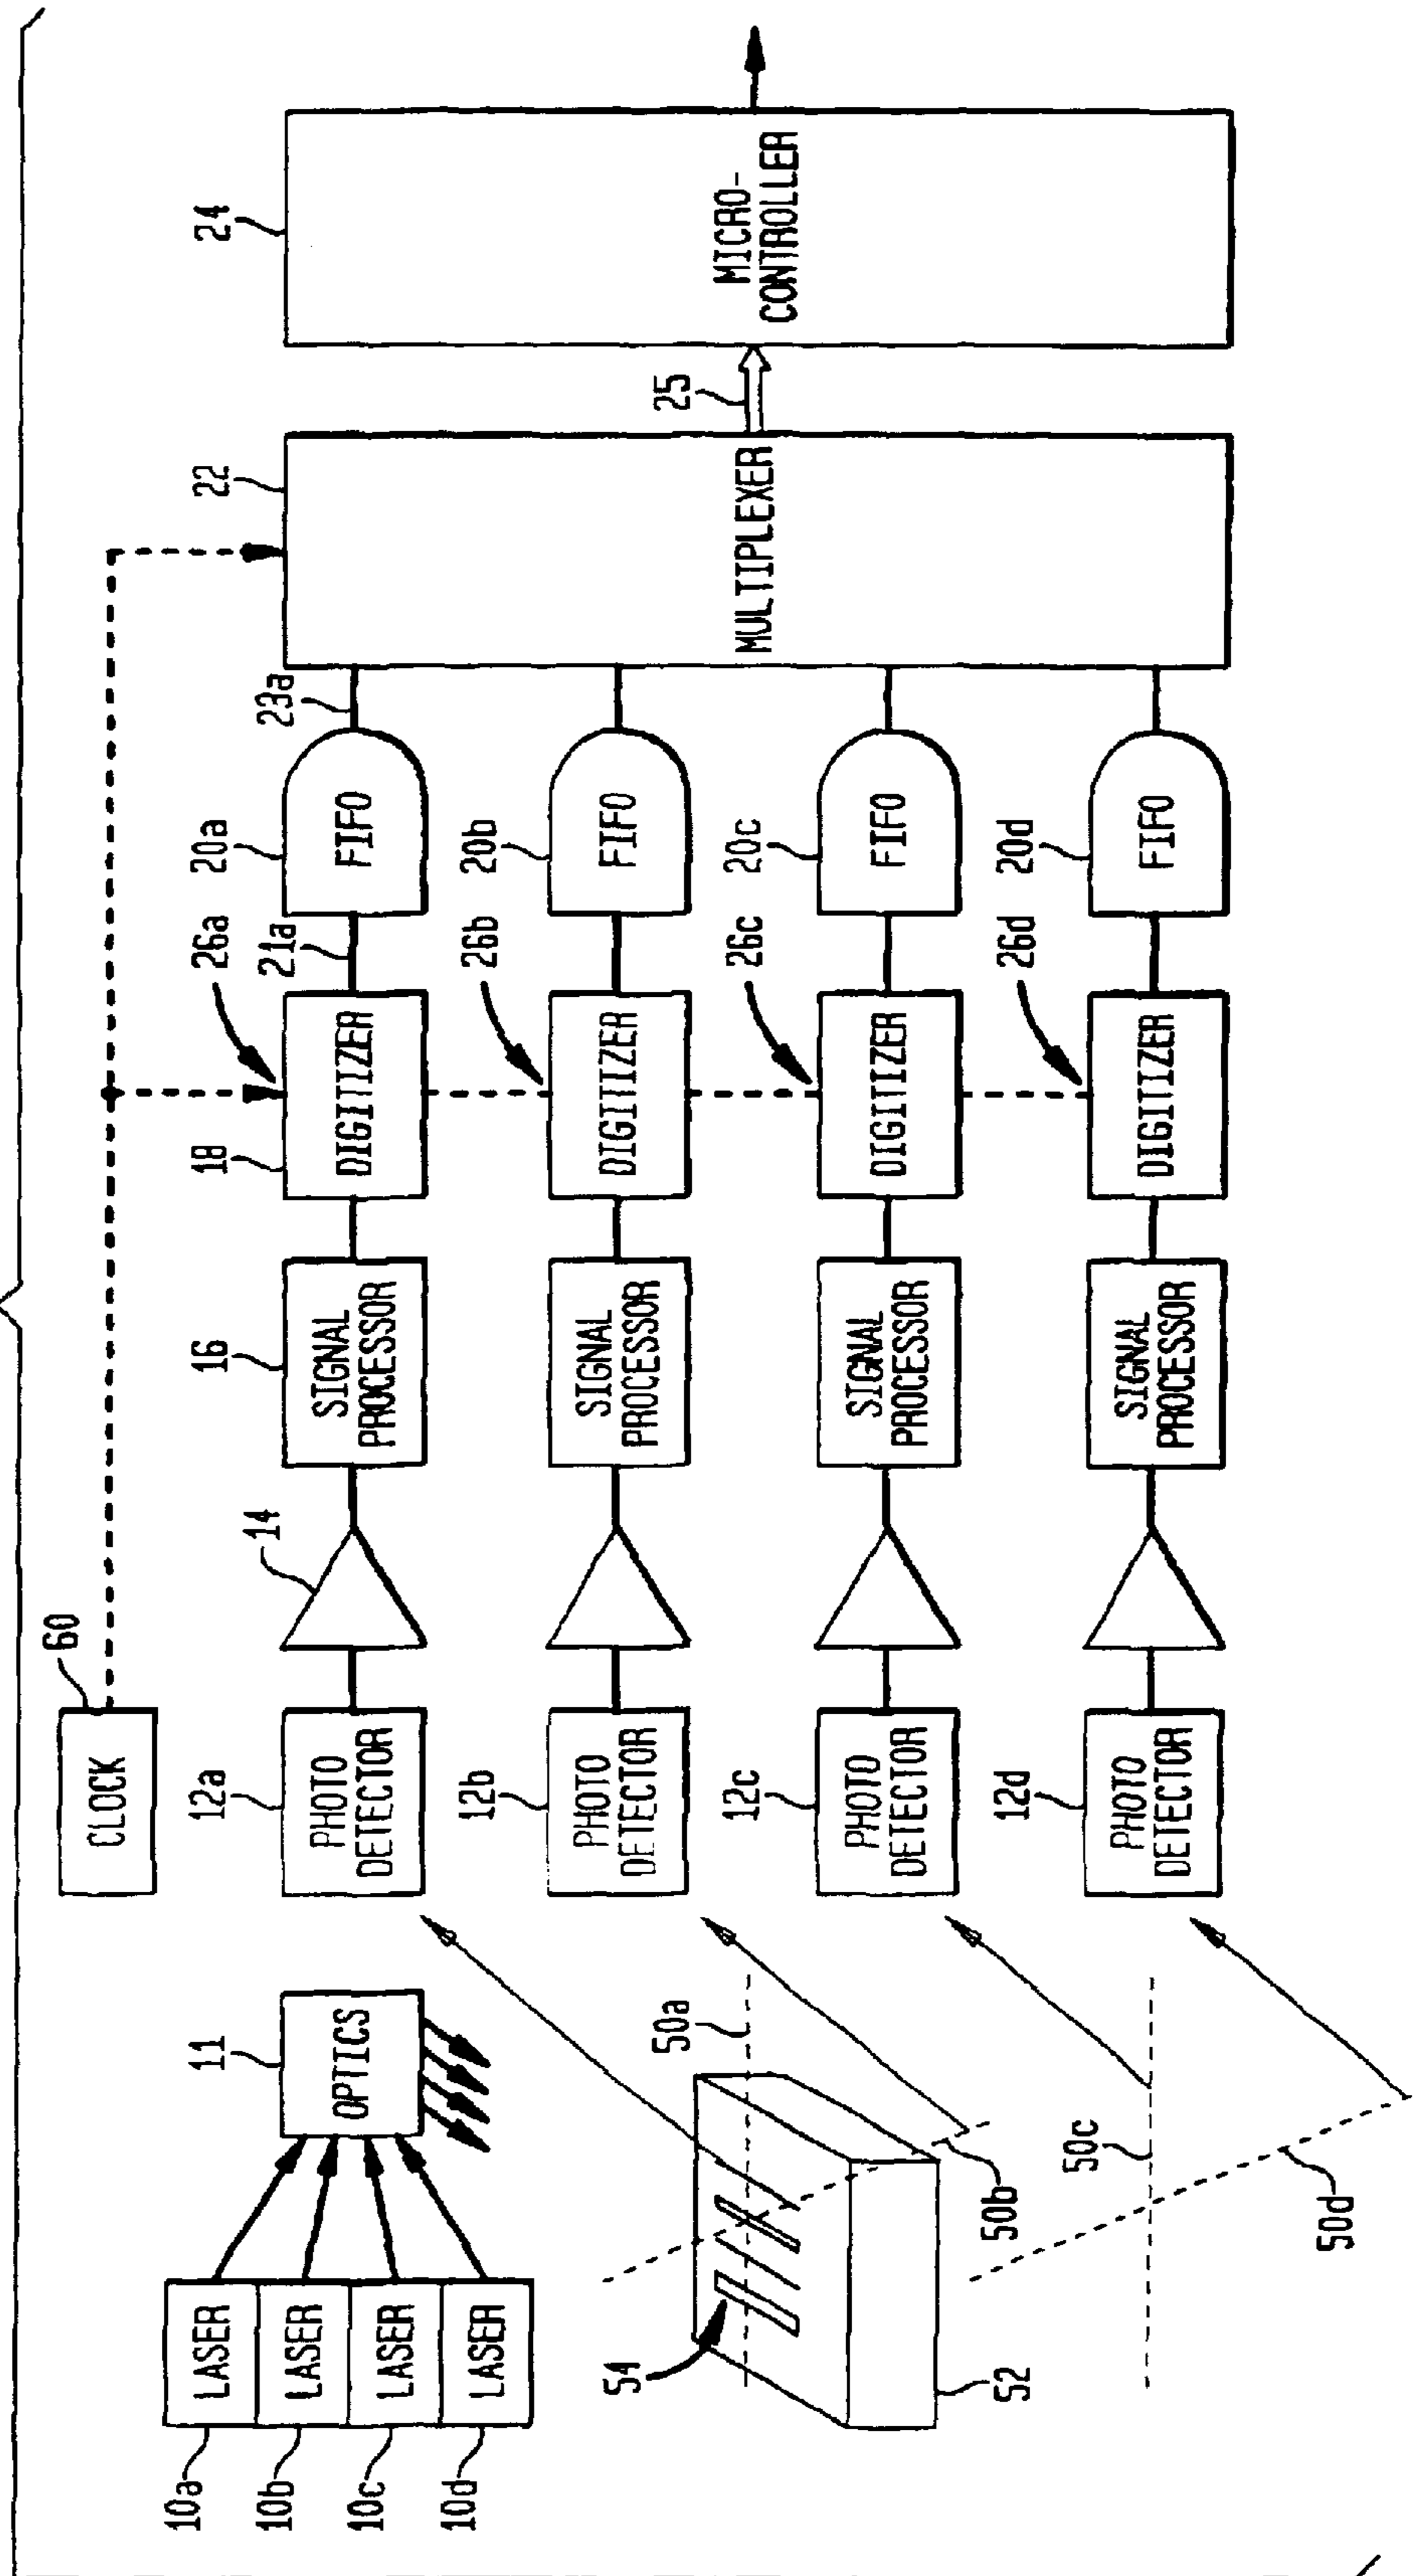 60
CLOCK
10a
LASER
10b
LASER
10c
LASER
10d
LASER
11
OPTICS
54
52
50a
50b
50c
50d
12a
PHOTO
DETECTOR
14
16
SIGNAL
PROCESSOR
18
DIGITIZER
26a
21a
20a
FIFO
23a
12b
PHOTO
DETECTOR
SIGNAL
PROCESSOR
DIGITIZER
26b
20b
FIFO
12c
PHOTO
DETECTOR
SIGNAL
PROCESSOR
DIGITIZER
26c
20c
FIFO
12d
PHOTO
DETECTOR
SIGNAL
PROCESSOR
DIGITIZER
26d
20d
FIFO
22
MULTIPLEXER
25
24
MICRO-
CONTROLLER